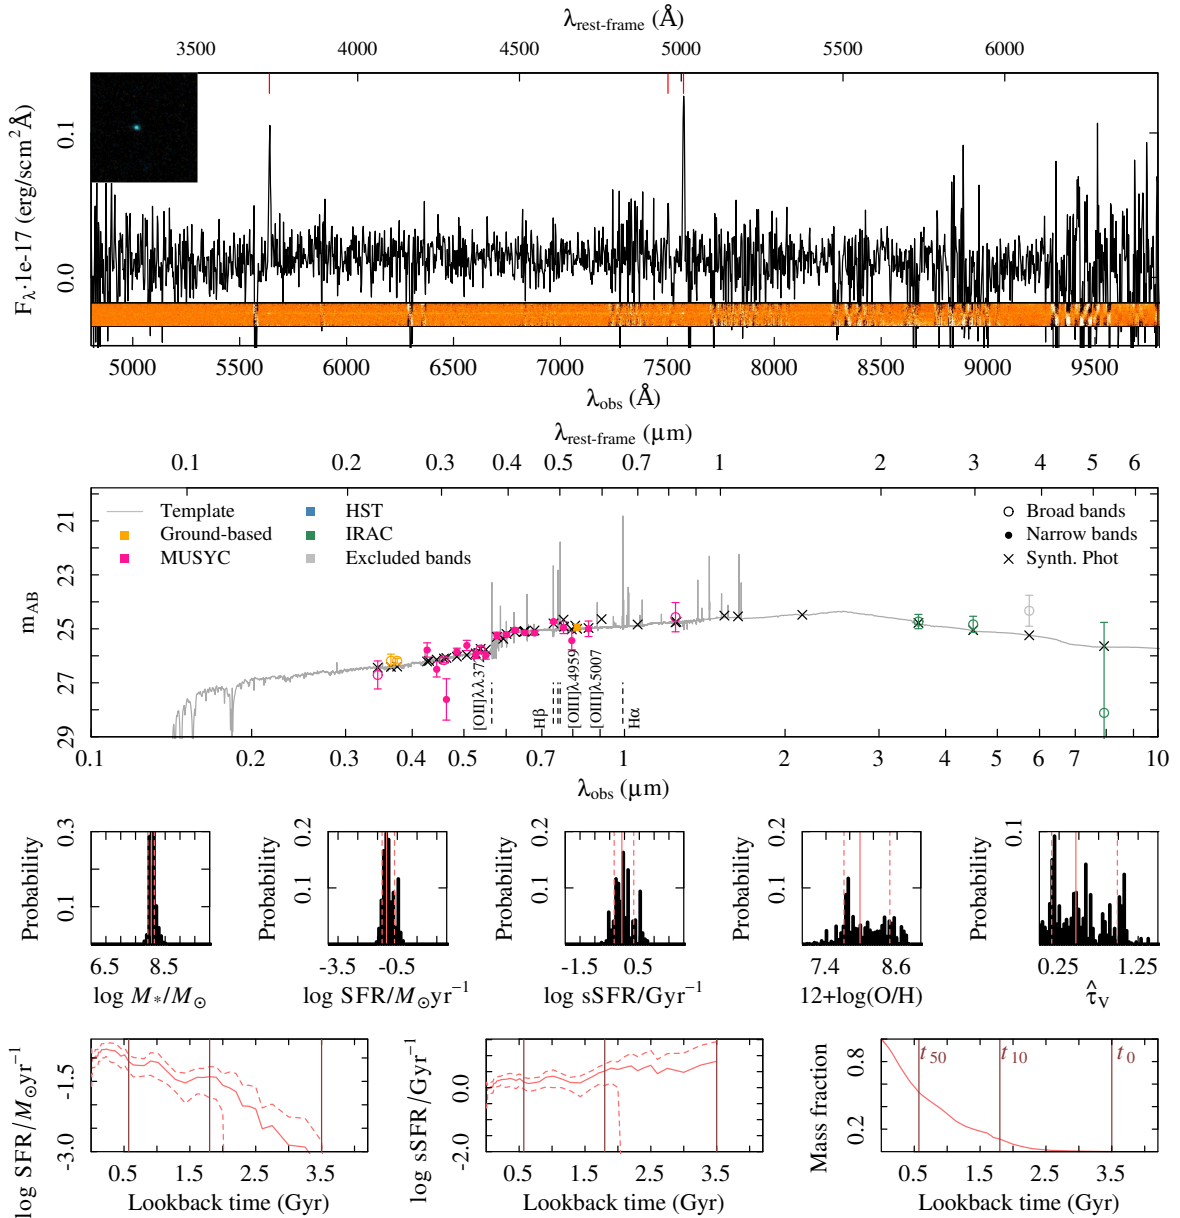 λrest-frame (Å)
3500 4000 4500 5000 5500 6000
F_λ·1e-17 (erg/scm²Å)
0.1
0.0
5000 5500 6000 6500 7000 7500 8000 8500 9000 9500
λobs (Å)
λrest-frame (μm)
0.1 0.2 0.3 0.4 0.5 0.7 1 2 3 4 5 6
mAB
21
23
25
27
29
Template
Ground-based
MUSYC
HST
IRAC
Excluded bands
Broad bands
Narrow bands
Synth. Phot
[OII]λλ37
Hβ
[OIII]λ4959
[OIII]λ5007
Hα
0.1 0.2 0.3 0.4 0.5 0.7 1 2 3 4 5 6 7 8 10
λobs (μm)
Probability
0.3
0.1
6.5 8.5
log M*/M⊙
Probability
0.2
0.1
-3.5 -0.5
log SFR/M⊙yr⁻¹
Probability
0.2
0.1
-1.5 0.5
log sSFR/Gyr⁻¹
Probability
0.2
0.1
7.4 8.6
12+log(O/H)
Probability
0.1
0.25 1.25
τ̂V
log SFR/M⊙yr⁻¹
-1.5
-3.0
0.5 1.5 2.5 3.5
Lookback time (Gyr)
log sSFR/Gyr⁻¹
0.0
-2.0
0.5 1.5 2.5 3.5
Lookback time (Gyr)
Mass fraction
0.8
0.2
t50 t10 t0
0.5 1.5 2.5 3.5
Lookback time (Gyr)